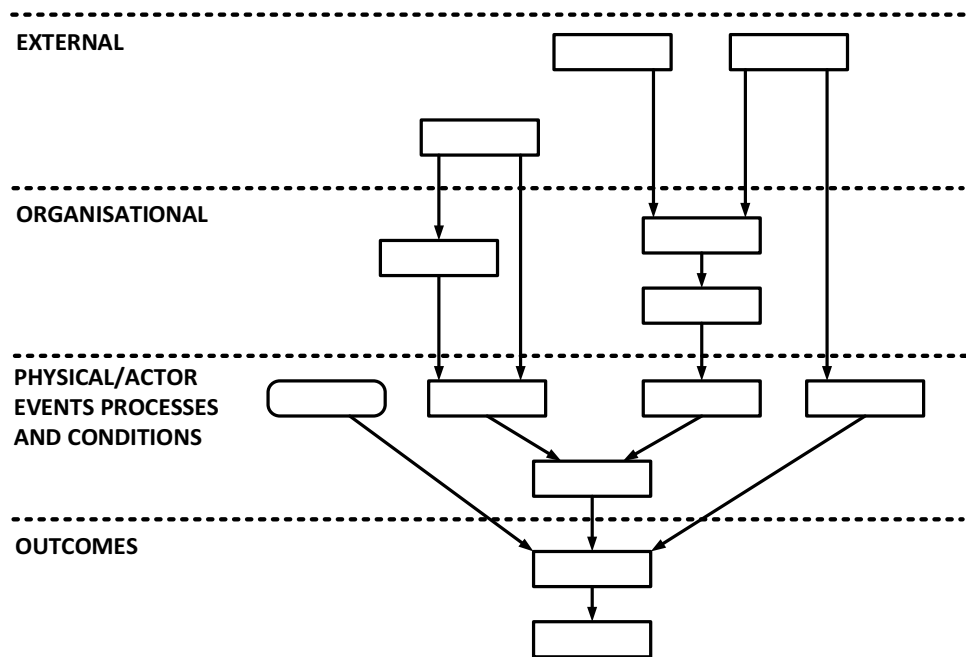 EXTERNAL
ORGANISATIONAL
PHYSICAL/ACTOR
EVENTS PROCESSES
AND CONDITIONS
OUTCOMES